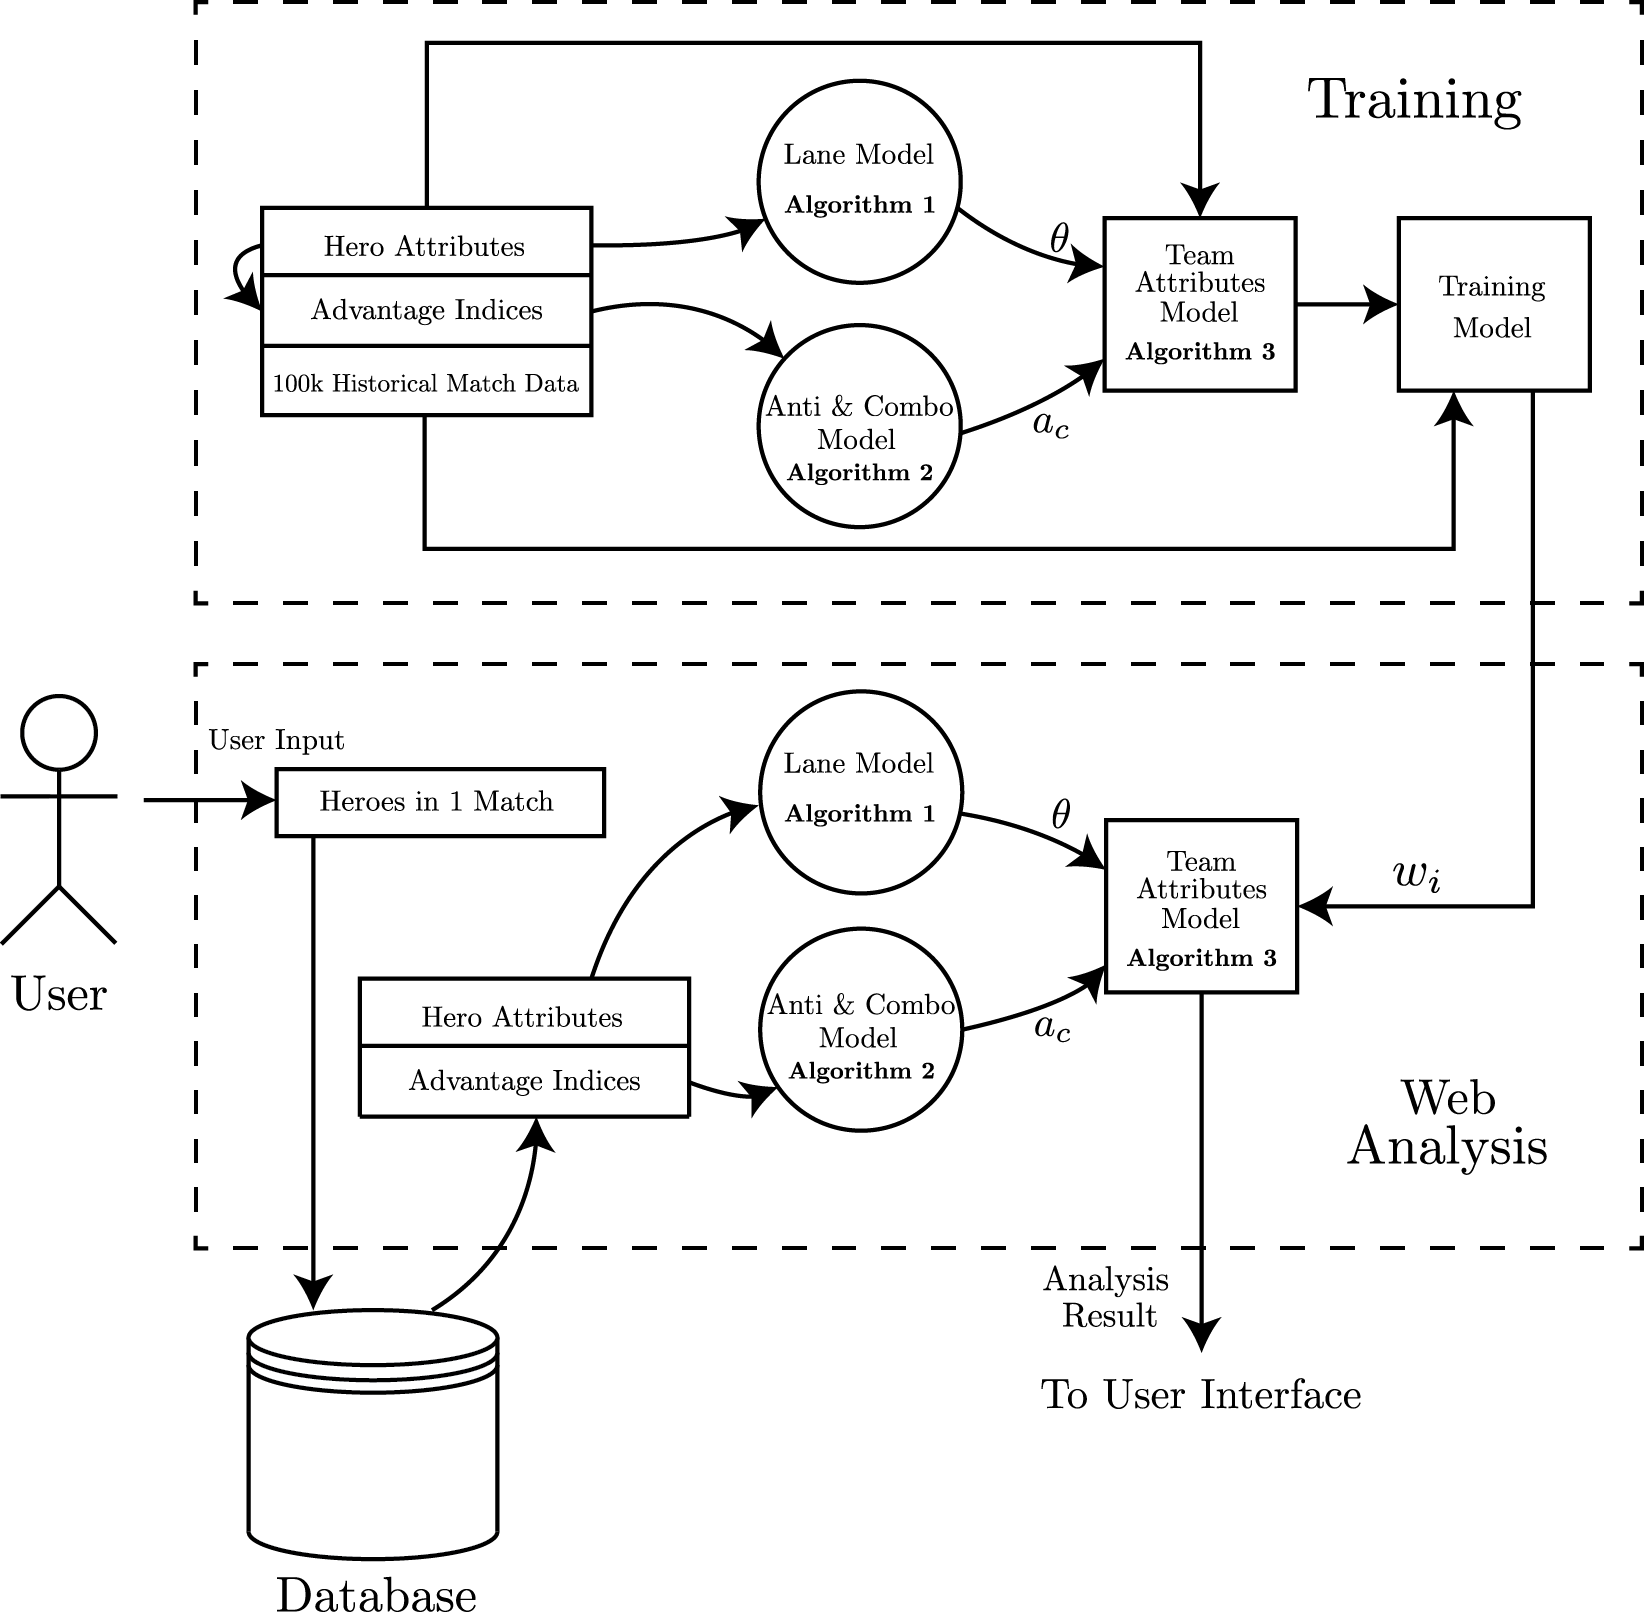 Training
Lane Model
Algorithm 1
Hero Attributes
Advantage Indices
100k Historical Match Data
θ
Team
Attributes
Model
Algorithm 3
Training
Model
Anti & Combo
Model
Algorithm 2
a_c
User Input
Heroes in 1 Match
User
Lane Model
Algorithm 1
θ
Team
Attributes
Model
Algorithm 3
w_i
Hero Attributes
Advantage Indices
Anti & Combo
Model
Algorithm 2
a_c
Web
Analysis
Analysis
Result
To User Interface
Database